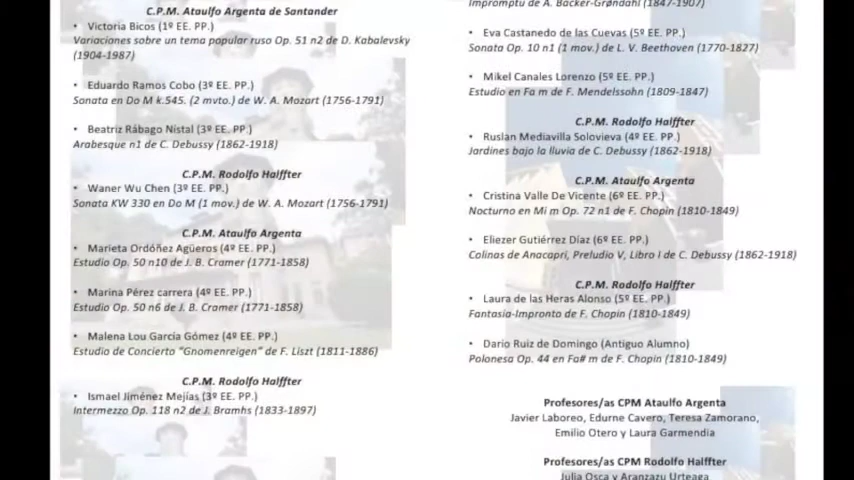 C.P.M. Ataulfo Argenta de Santander
• Victoria Bicos (1º EE. PP.)
Variaciones sobre un tema popular ruso Op. 51 n2 de D. Kabalevsky
(1904-1987)
• Eduardo Ramos Cobo (3º EE. PP.)
Sonata en Do M k.545. (2 mvto.) de W. A. Mozart (1756-1791)
• Beatriz Rábago Nistal (3º EE. PP.)
Arabesque n1 de C. Debussy (1862-1918)
C.P.M. Rodolfo Halffter
• Waner Wu Chen (3º EE. PP.)
Sonata KW 330 en Do M (1 mov.) de W. A. Mozart (1756-1791)
C.P.M. Ataulfo Argenta
• Marieta Ordóñez Agüeros (4º EE. PP.)
Estudio Op. 50 n10 de J. B. Cramer (1771-1858)
• Marina Pérez carrera (4º EE. PP.)
Estudio Op. 50 n6 de J. B. Cramer (1771-1858)
• Malena Lou García Gómez (4º EE. PP.)
Estudio de Concierto "Gnomenreigen" de F. Liszt (1811-1886)
C.P.M. Rodolfo Halffter
• Ismael Jiménez Mejías (3º EE. PP.)
Intermezzo Op. 118 n2 de J. Bramhs (1833-1897)
Impromptu de A. Backer-Grøndahl (1847-1907)
• Eva Castanedo de las Cuevas (5º EE. PP.)
Sonata Op. 10 n1 (1 mov.) de L. V. Beethoven (1770-1827)
• Mikel Canales Lorenzo (5º EE. PP.)
Estudio en Fa m de F. Mendelssohn (1809-1847)
C.P.M. Rodolfo Halffter
• Ruslan Mediavilla Solovieva (4º EE. PP.)
Jardines bajo la lluvia de C. Debussy (1862-1918)
C.P.M. Ataulfo Argenta
• Cristina Valle De Vicente (6º EE. PP.)
Nocturno en Mi m Op. 72 n1 de F. Chopin (1810-1849)
• Eliezer Gutiérrez Díaz (6º EE. PP.)
Colinas de Anacapri, Preludio V, Libro I de C. Debussy (1862-1918)
C.P.M. Rodolfo Halffter
• Laura de las Heras Alonso (5º EE. PP.)
Fantasia-Impronto de F. Chopin (1810-1849)
• Dario Ruiz de Domingo (Antiguo Alumno)
Polonesa Op. 44 en Fa# m de F. Chopin (1810-1849)
Profesores/as CPM Ataulfo Argenta
Javier Laboreo, Edurne Cavero, Teresa Zamorano,
Emilio Otero y Laura Garmendia
Profesores/as CPM Rodolfo Halffter
Julia Osca y Aranzazu Urteaga